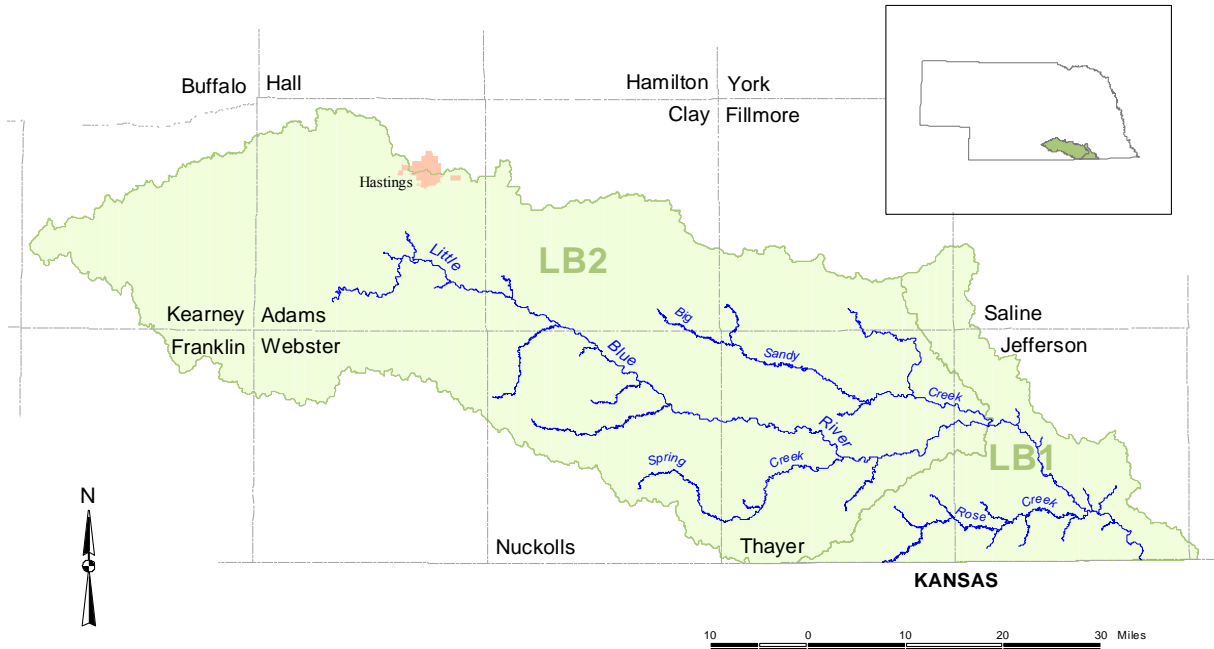 Buffalo Hall
Hamilton York
Clay Fillmore
Hastings
Little
LB2
Kearney Adams
Saline
Franklin Webster
Jefferson
Big
Sandy
Blue
Creek
River
LB1
Spring
Creek
Creek
Rose
N
Nuckolls
Thayer
KANSAS
10 0 10 20 30 Miles